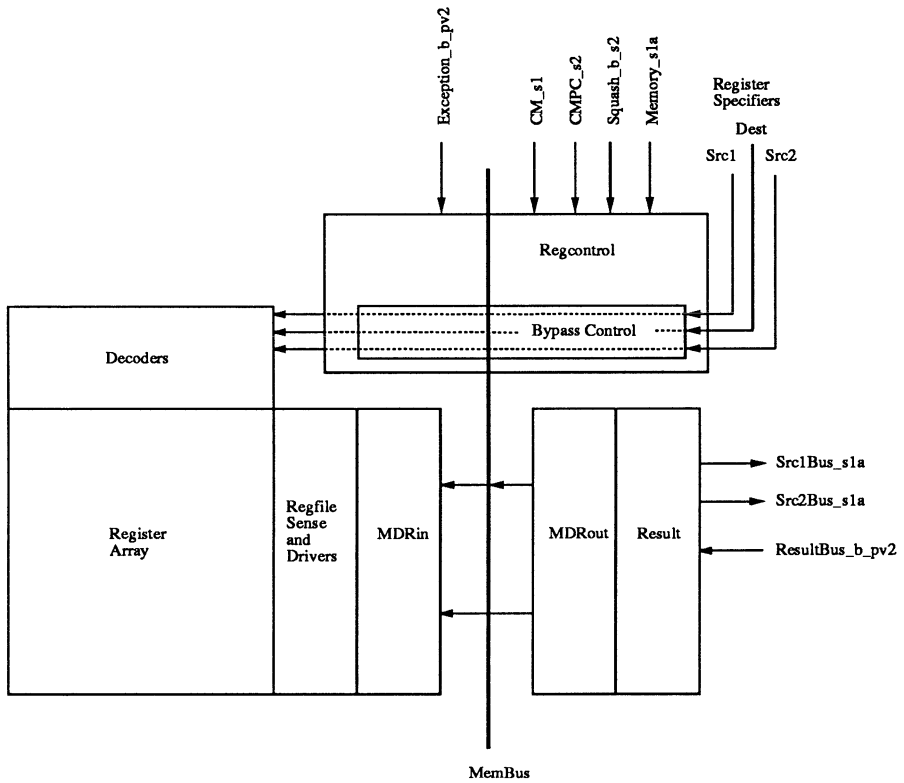 Exception_b_pv2
CM_s1
CMPC_s2
Squash_b_s2
Memory_s1a
Register
Specifiers
Dest
Src1
Src2
Regcontrol
Bypass Control
Decoders
Register
Array
Regfile
Sense
and
Drivers
MDRin
MDRout
Result
Src1Bus_s1a
Src2Bus_s1a
ResultBus_b_pv2
MemBus